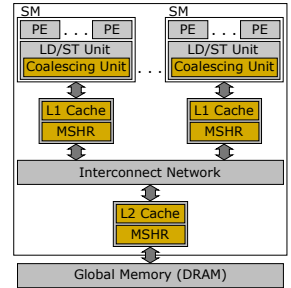 SM SM
PE . . . PE PE . . . PE
LD/ST Unit LD/ST Unit
Coalescing Unit . . . Coalescing Unit
L1 Cache L1 Cache
MSHR MSHR
Interconnect Network
L2 Cache
MSHR
Global Memory (DRAM)